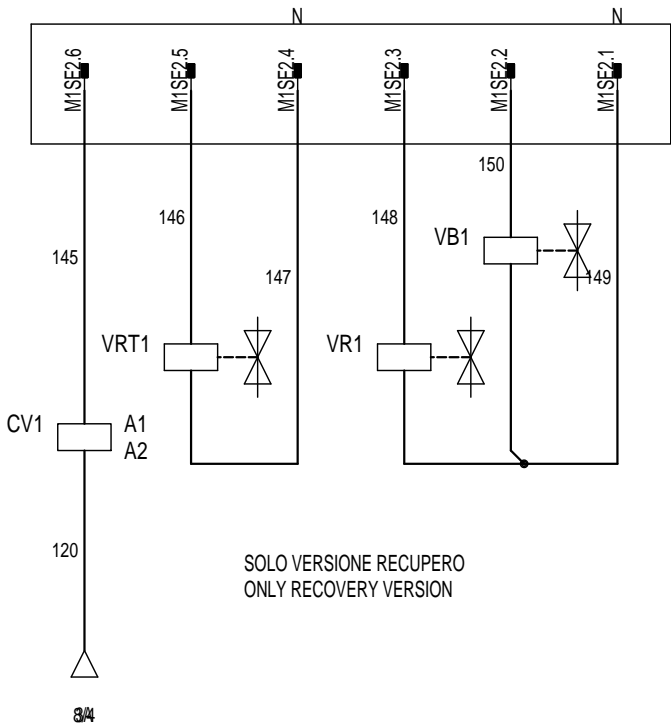 N N
M1SE2.6 M1SE2.5 M1SE2.4 M1SE2.3 M1SE2.2 M1SE2.1
150
146 148
VB1
145 147 149
VRT1 VR1
CV1 A1
A2
120
SOLO VERSIONE RECUPERO
ONLY RECOVERY VERSION